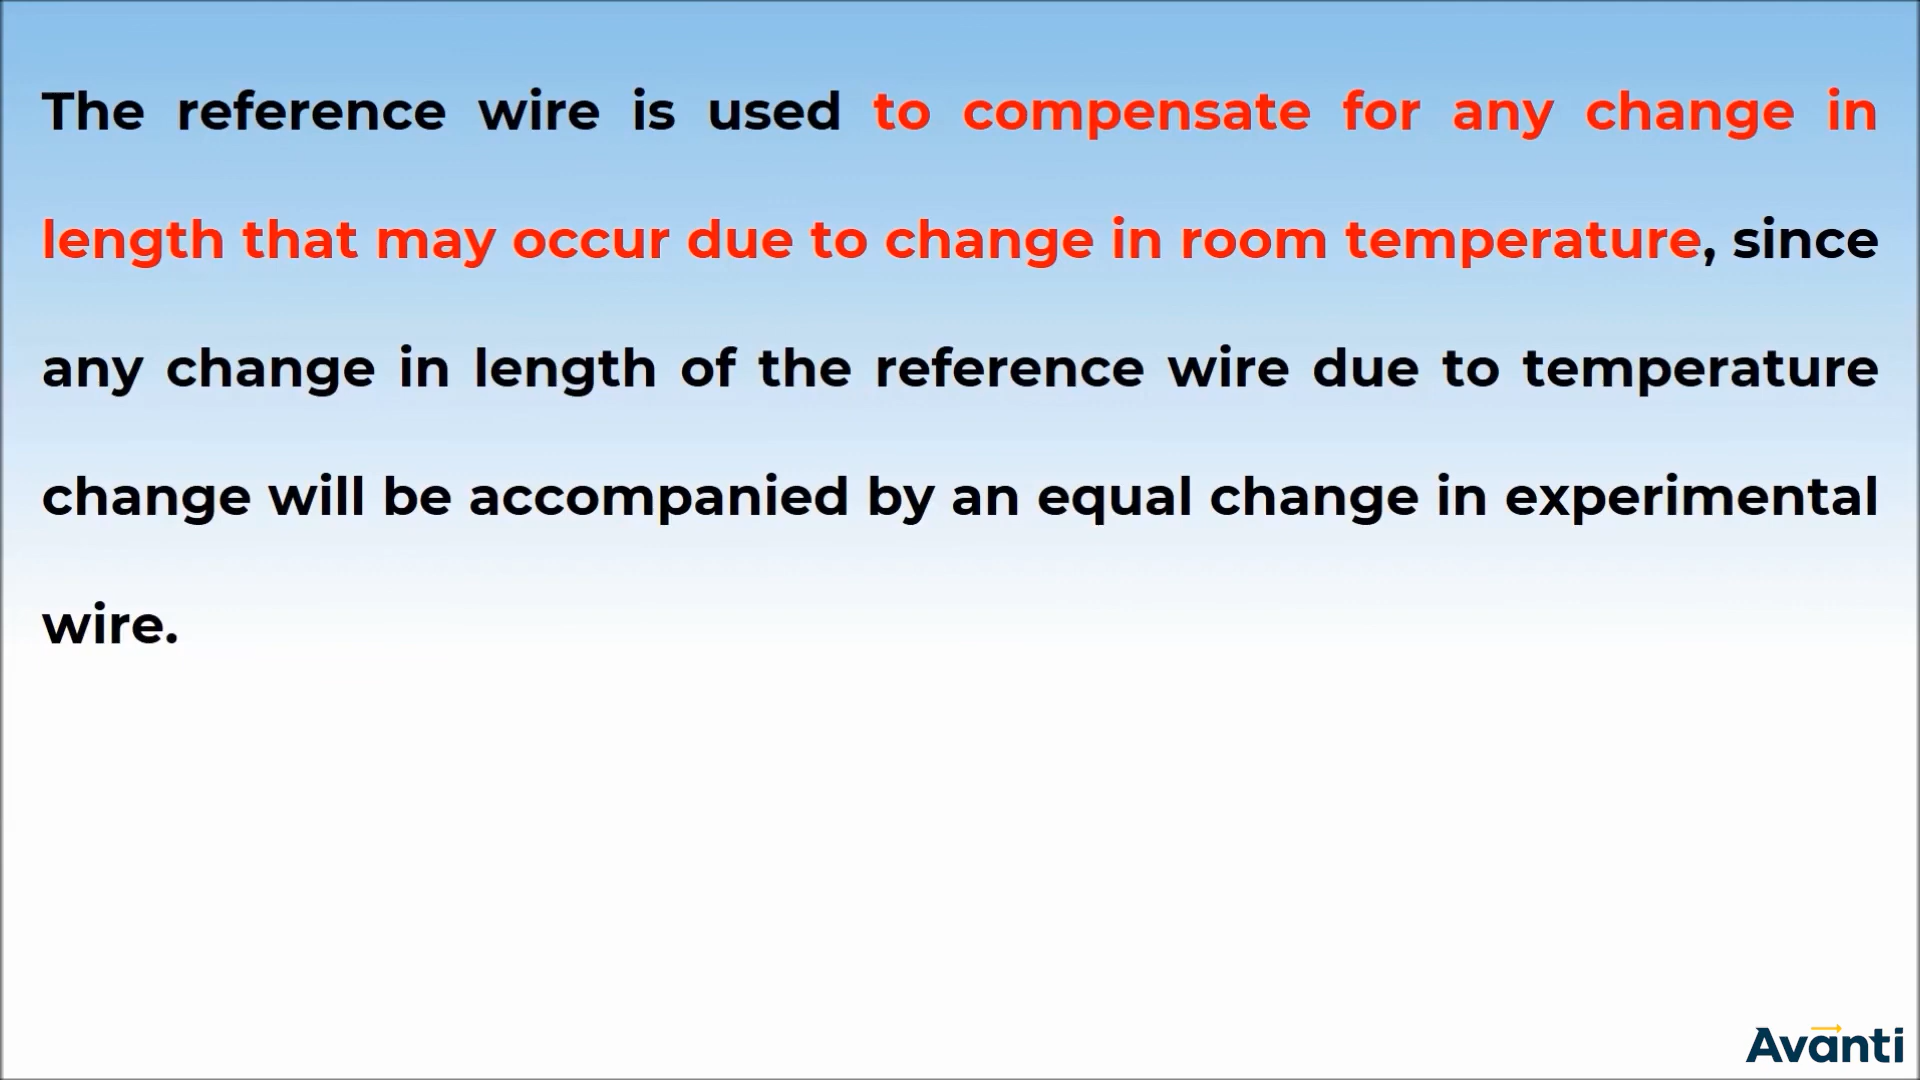 The reference wire is used to compensate for any change in
length that may occur due to change in room temperature, since
any change in length of the reference wire due to temperature
change will be accompanied by an equal change in experimental
wire.
Avanti